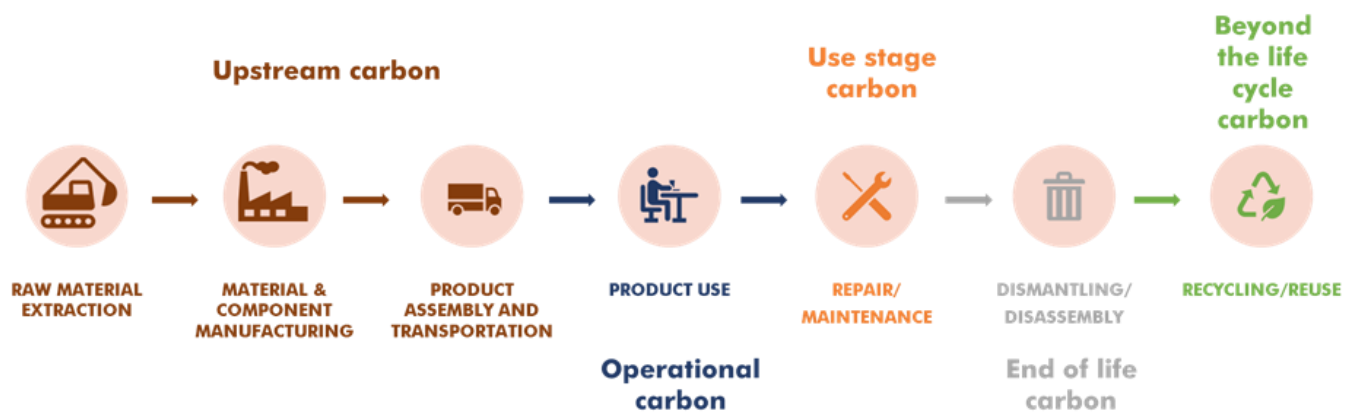 Upstream carbon
Use stage
carbon
Beyond
the life
cycle
carbon
RAW MATERIAL
EXTRACTION
MATERIAL &
COMPONENT
MANUFACTURING
PRODUCT
ASSEMBLY AND
TRANSPORTATION
PRODUCT USE
REPAIR/
MAINTENANCE
DISMANTLING/
DISASSEMBLY
RECYCLING/REUSE
Operational
carbon
End of life
carbon